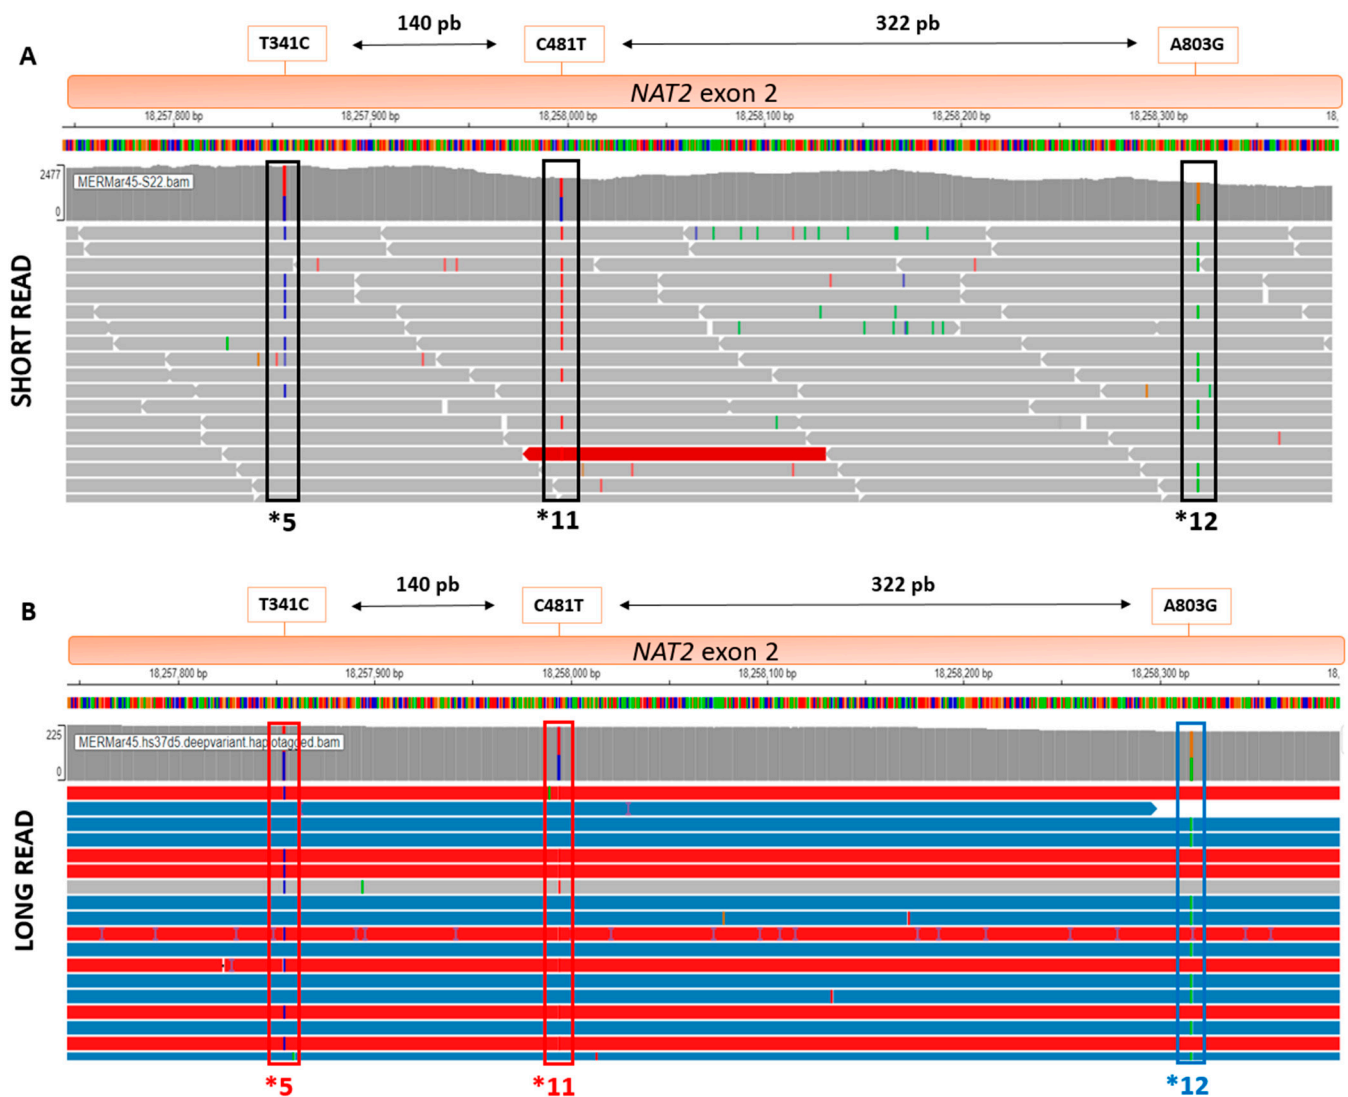 A
140 pb
322 pb
T341C
C481T
A803G
NAT2 exon 2
18,257,800 bp
18,257,900 bp
18,258,000 bp
18,258,100 bp
18,258,200 bp
18,258,300 bp
18,
2477
0
MERMar45-S22.bam
SHORT READ
*5
*11
*12
B
140 pb
322 pb
T341C
C481T
A803G
NAT2 exon 2
18,257,800 bp
18,257,900 bp
18,258,000 bp
18,258,100 bp
18,258,200 bp
18,258,300 bp
18,
225
0
MERMar45.hs37d5.deepvariant.haplotagged.bam
LONG READ
*5
*11
*12